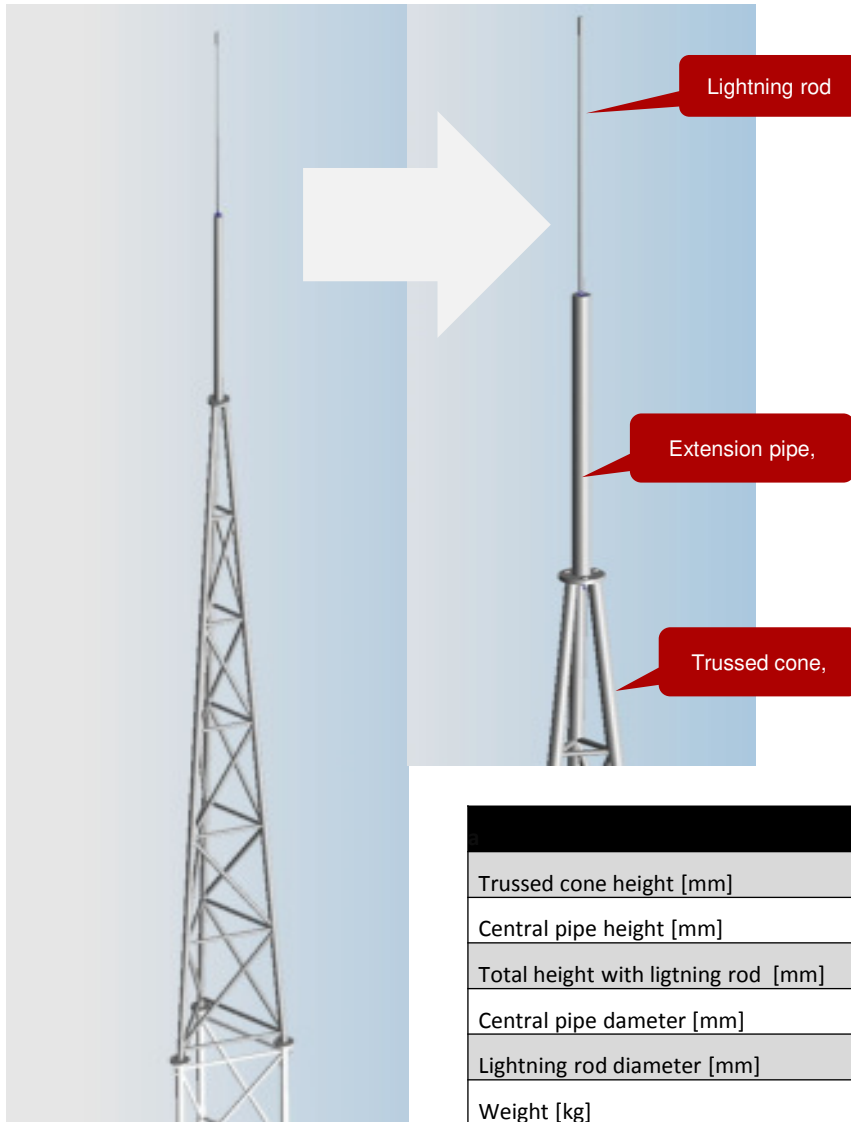 Lightning rod
Extension pipe,
Trussed cone,
Trussed cone height [mm]
Central pipe height [mm]
Total height with ligtning rod [mm]
Central pipe dameter [mm]
Lightning rod diameter [mm]
Weight [kg]